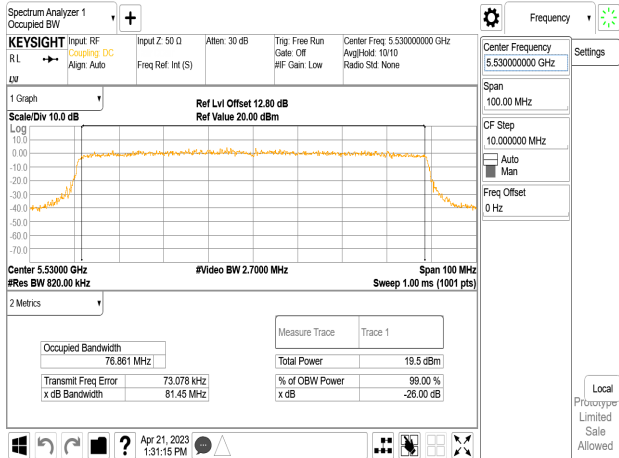 Spectrum Analyzer 1
Occupied BW
Frequency
KEYSIGHT
Input: RF
Input Z: 50 Ω
Atten: 30 dB
Trig: Free Run
Center Freq: 5.530000000 GHz
RL
Coupling: DC
Gate: Off
Avg|Hold: 10/10
Align: Auto
Freq Ref: Int (S)
#IF Gain: Low
Radio Std: None
Center Frequency
5.530000000 GHz
Settings
Span
100.00 MHz
CF Step
10.000000 MHz
Auto
Man
Freq Offset
0 Hz
1 Graph
Ref Lvl Offset 12.80 dB
Scale/Div 10.0 dB
Ref Value 20.00 dBm
Log
10.0
0.00
-10.0
-20.0
-30.0
-40.0
-50.0
-60.0
-70.0
Center 5.53000 GHz
#Video BW 2.7000 MHz
Span 100 MHz
#Res BW 820.00 kHz
Sweep 1.00 ms (1001 pts)
2 Metrics
Measure Trace
Trace 1
Occupied Bandwidth
76.861 MHz
Total Power
19.5 dBm
Transmit Freq Error
73.078 kHz
% of OBW Power
99.00 %
x dB Bandwidth
81.45 MHz
x dB
-26.00 dB
Local
Prototype
Limited
Sale
Allowed
?
Apr 21, 2023
1:31:15 PM